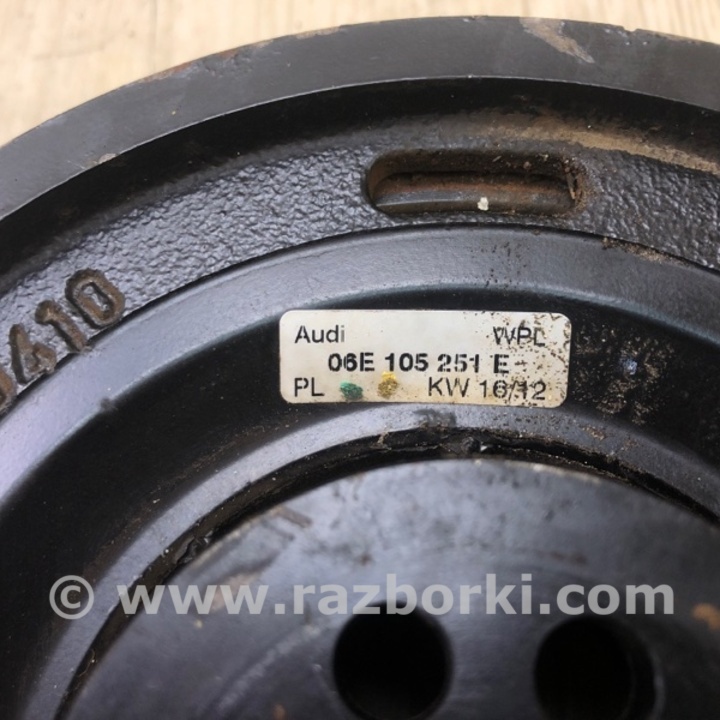 Audi WPL
06E 105 251 E
PL KW 16/12
410
© www.razborki.com